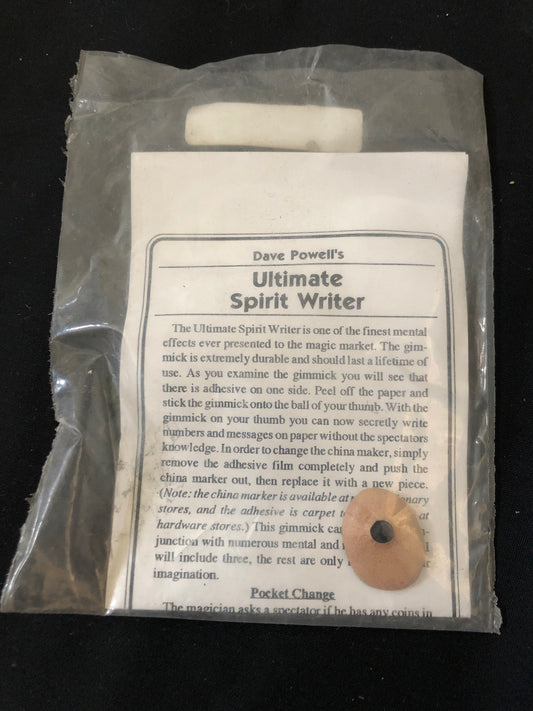 Dave Powell's
Ultimate
Spirit Writer
The Ultimate Spirit Writer is one of the finest mental
effects ever presented to the magic market. The gim-
mick is extremely durable and should last a lifetime of
use. As you examine the gimmick you will see that
there is adhesive on one side. Peel off the paper and
stick the gimmick onto the ball of your thumb. With the
gimmick on your thumb you can now secretly write
numbers and messages on paper without the spectators
knowledge. In order to change the china maker, simply
remove the adhesive film completely and push the
china marker out, then replace it with a new piece.
(Note: the china marker is available at
stores, and the adhesive is carpet at
hardware stores.) This gimmick
junction with numerous mental and I
will include three, the rest are only
imagination.
Pocket Change
The magician asks a spectator if he has any coins in